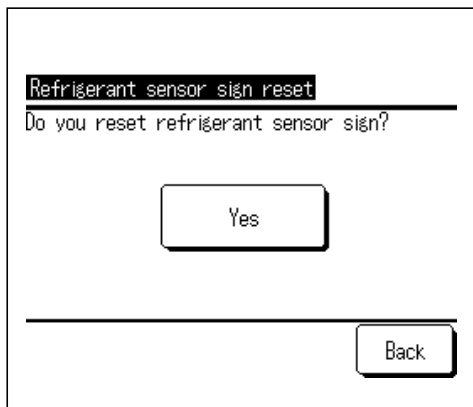 Refrigerant sensor sign reset
Do you reset refrigerant sensor sign?
Yes
Back